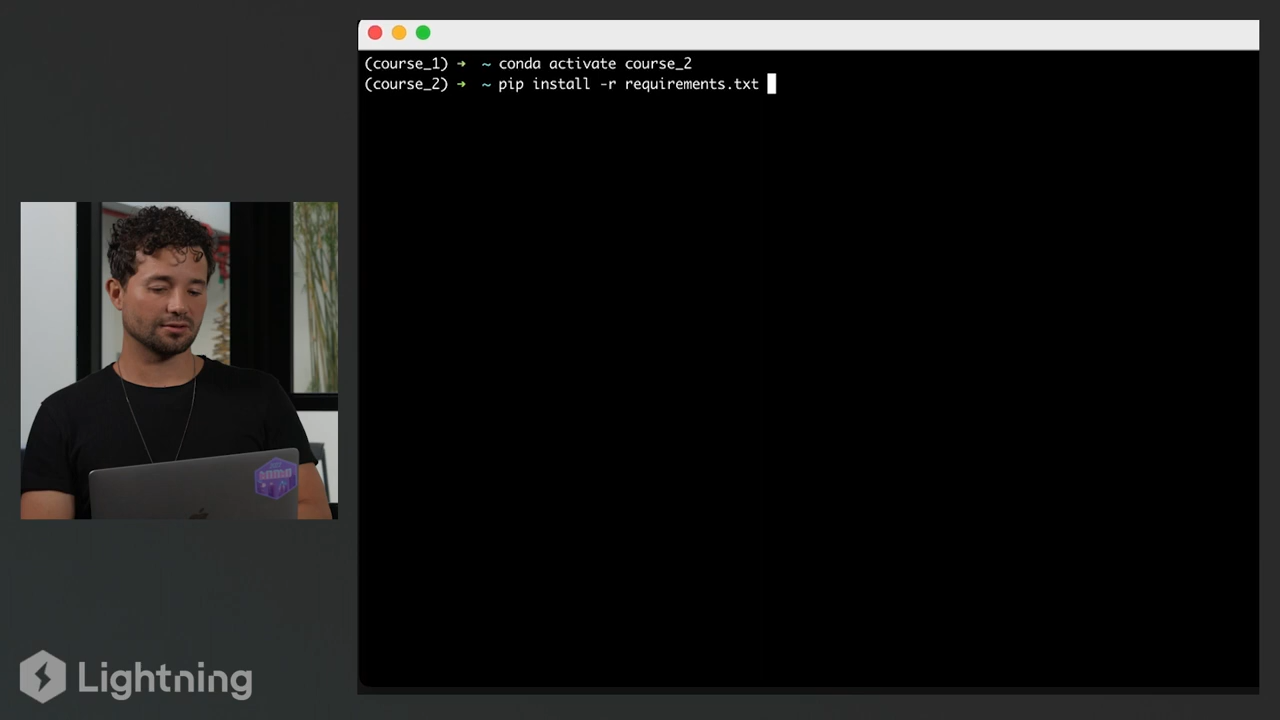 (course_1) ➜ ~ conda activate course_2
(course_2) ➜ ~ pip install -r requirements.txt
Lightning